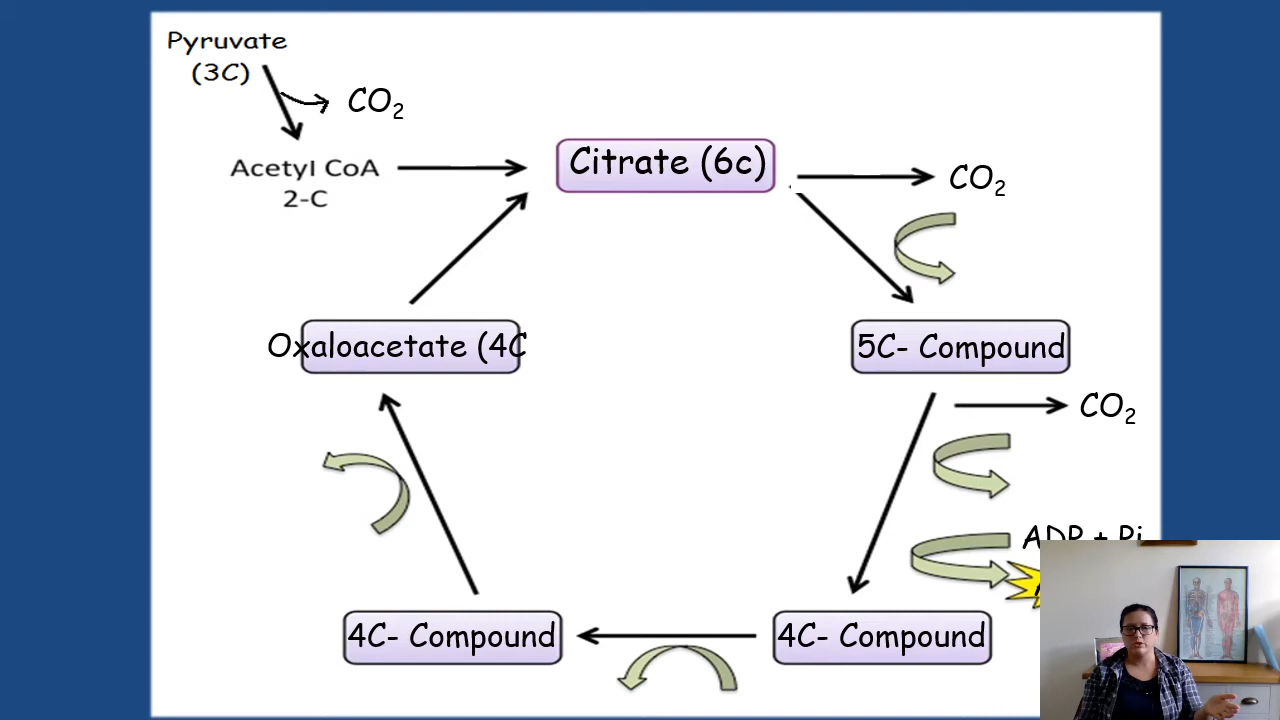 Pyruvate
(3C)
CO2
Acetyl CoA
2-C
Citrate (6c)
CO2
Oxaloacetate (4C
5C- Compound
CO2
ADP + Pi
4C- Compound
4C- Compound